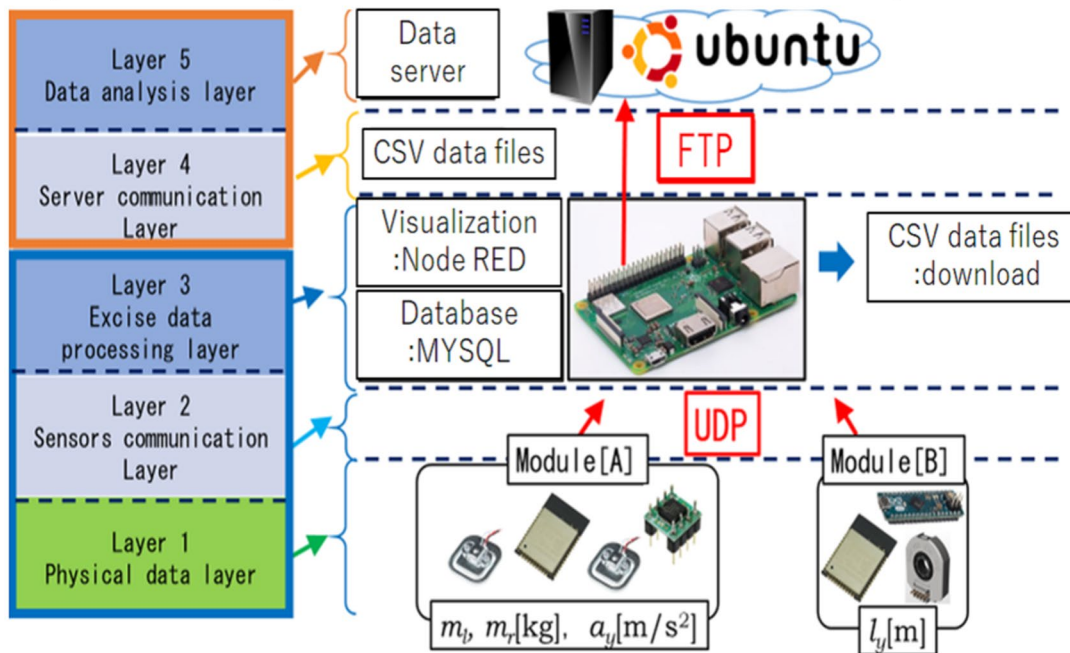 Layer 5
Data analysis layer
Layer 4
Server communication
Layer
Layer 3
Excise data
processing layer
Layer 2
Sensors communication
Layer
Layer 1
Physical data layer
Data
server
ubuntu
CSV data files
FTP
Visualization
:Node RED
Database
:MYSQL
CSV data files
:download
UDP
Module[A]
Module[B]
m_l, m_r[kg], a_y[m/s²]
l_y[m]